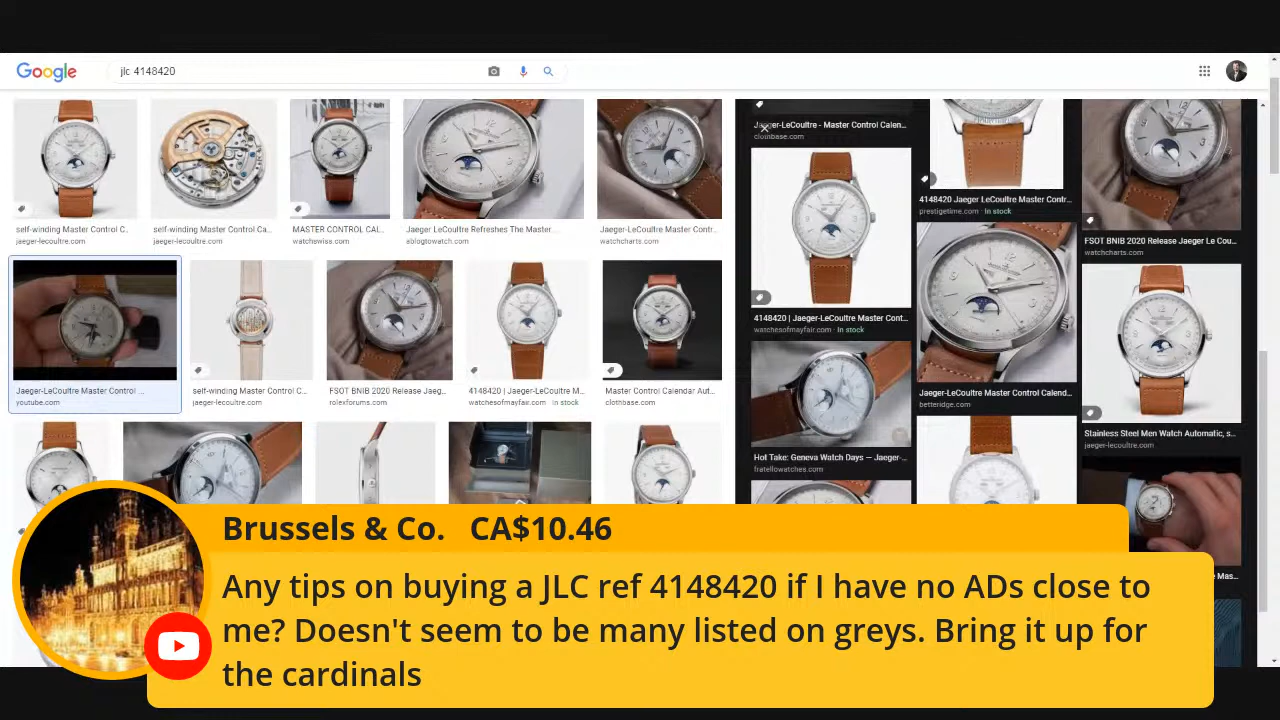 Google
jlc 4148420
self-winding Master Control C...
jaeger-lecoultre.com
self-winding Master Control Ca...
jaeger-lecoultre.com
MASTER CONTROL CAL...
watchswiss.com
Jaeger LeCoultre Refreshes The Master...
ablogtowatch.com
Jaeger-LeCoultre Master Contr...
watchcharts.com
Jaeger-LeCoultre Master Control ...
youtube.com
self-winding Master Control C...
jaeger-lecoultre.com
FSOT BNIB 2020 Release Jaeg...
rolexforums.com
4148420 | Jaeger-LeCoultre M...
watchesofmayfair.com · In stock
Master Control Calendar Aut...
clothbase.com
Jaeger-LeCoultre - Master Control Calen...
clothbase.com
4148420 | Jaeger-LeCoultre Master Cont...
watchesofmayfair.com · In stock
Hot Take: Geneva Watch Days — Jaeger-...
fratellowatches.com
4148420 Jaeger LeCoultre Master Contr...
prestigetime.com · In stock
Jaeger-LeCoultre Master Control Calend...
betteridge.com
FSOT BNIB 2020 Release Jaeger Le Cou...
watchcharts.com
Stainless Steel Men Watch Automatic, s...
jaeger-lecoultre.com
Brussels & Co. CA$10.46
Any tips on buying a JLC ref 4148420 if I have no ADs close to
me? Doesn't seem to be many listed on greys. Bring it up for
the cardinals